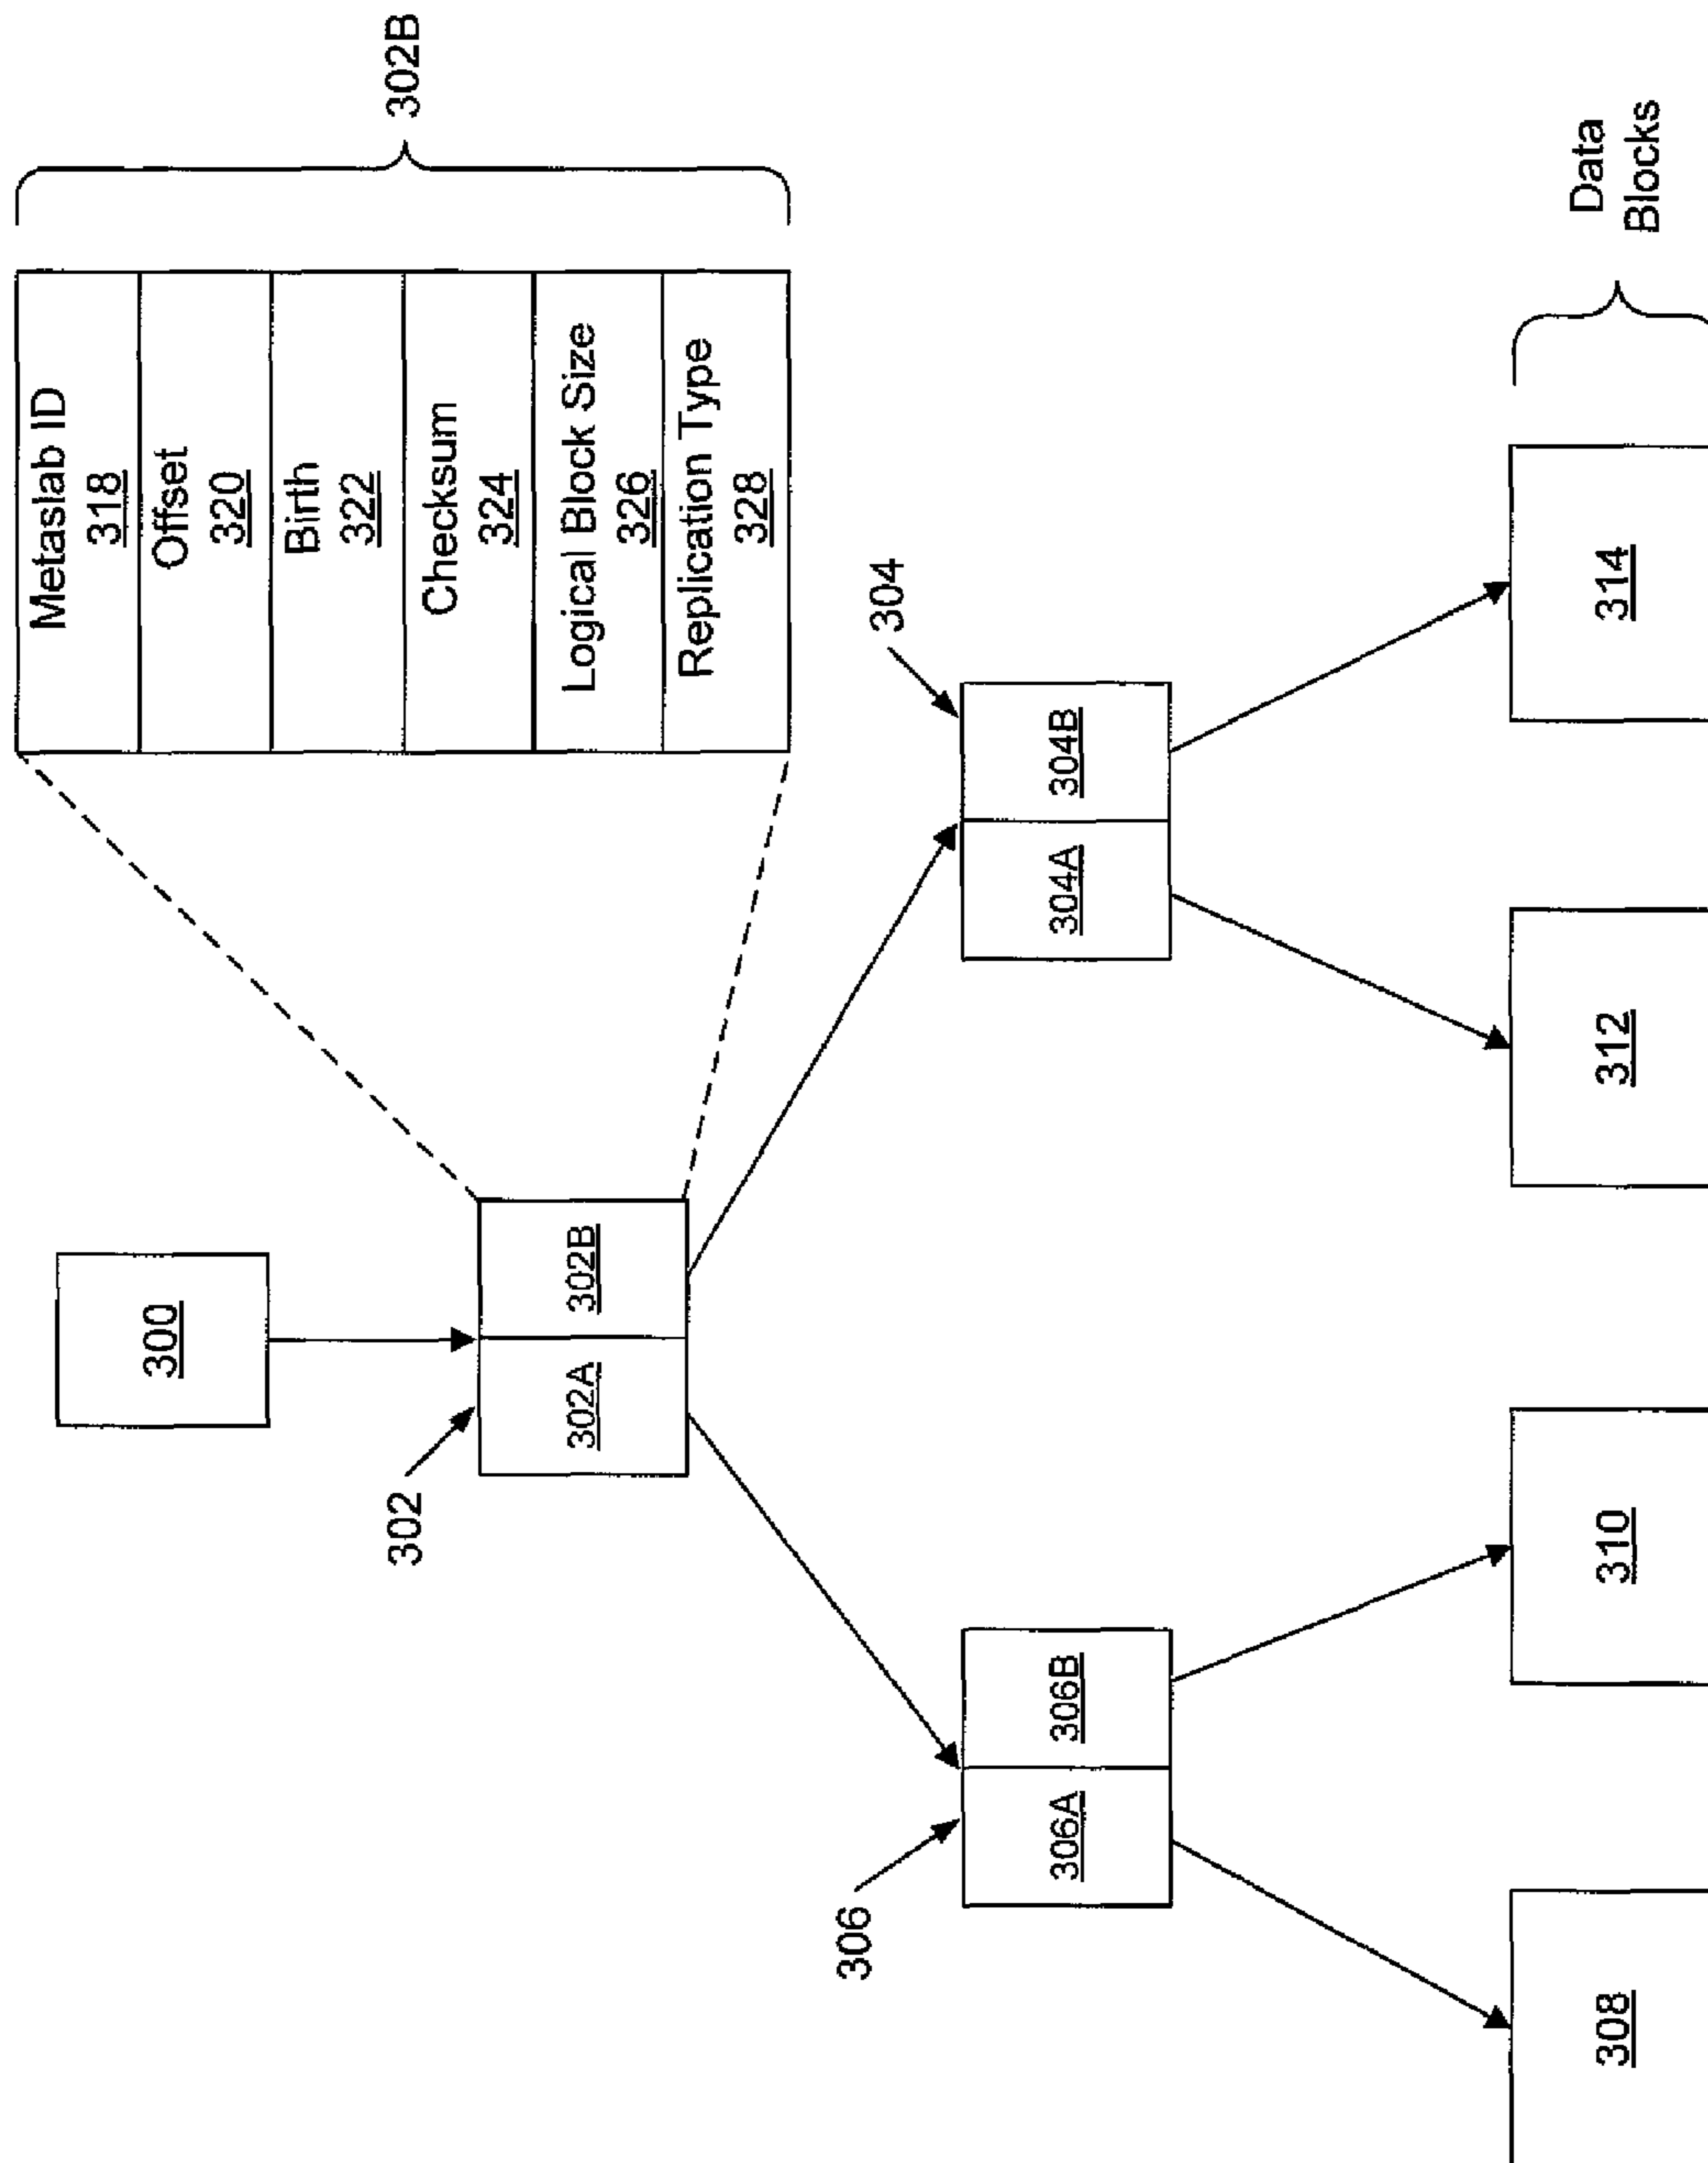 300
302
302A
302B
Metaslab ID
318
Offset
320
Birth
322
Checksum
324
Logical Block Size
326
Replication Type
328
302B
306
306A
306B
304
304A
304B
308
310
312
314
Data
Blocks